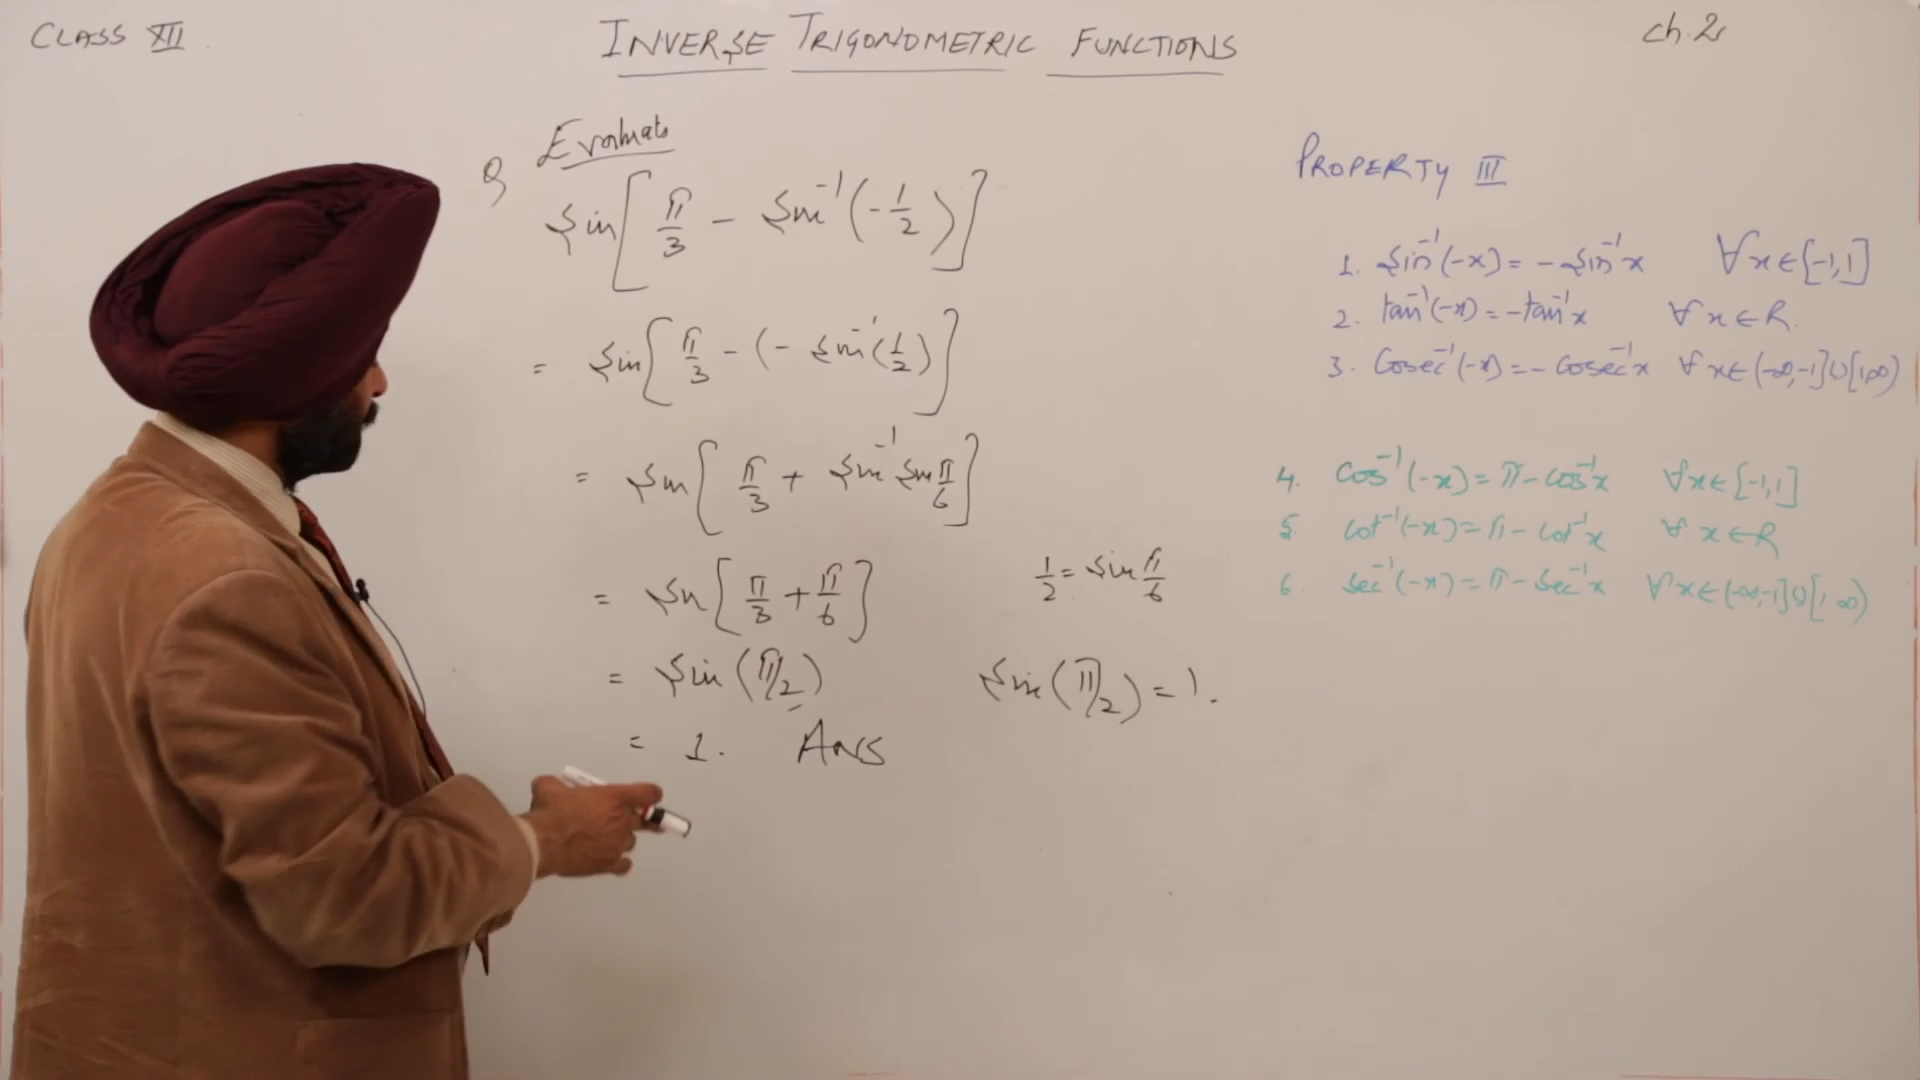 CLASS XII
INVERSE TRIGONOMETRIC FUNCTIONS
Ch. 2
Q Evaluate
sin[π/3 - sin⁻¹(-1/2)]
= sin[π/3 - (- sin⁻¹(1/2)]
= sin[π/3 + sin⁻¹ sin π/6]
= sin[π/3 + π/6]
= sin(π/2)
= 1. Ans
1/2 = sin π/6
sin(π/2) = 1.
PROPERTY III
1. sin⁻¹(-x) = - sin⁻¹x ∀ x ∈ [-1,1]
2. tan⁻¹(-x) = - tan⁻¹x ∀ x ∈ R.
3. Cosec⁻¹(-x) = - Cosec⁻¹x ∀ x ∈ (-∞,-1]∪[1,∞)
4. Cos⁻¹(-x) = π - cos⁻¹x ∀ x ∈ [-1,1]
5. cot⁻¹(-x) = π - cot⁻¹x ∀ x ∈ R
6. sec⁻¹(-x) = π - sec⁻¹x ∀ x ∈ (-∞,-1]∪[1,∞)